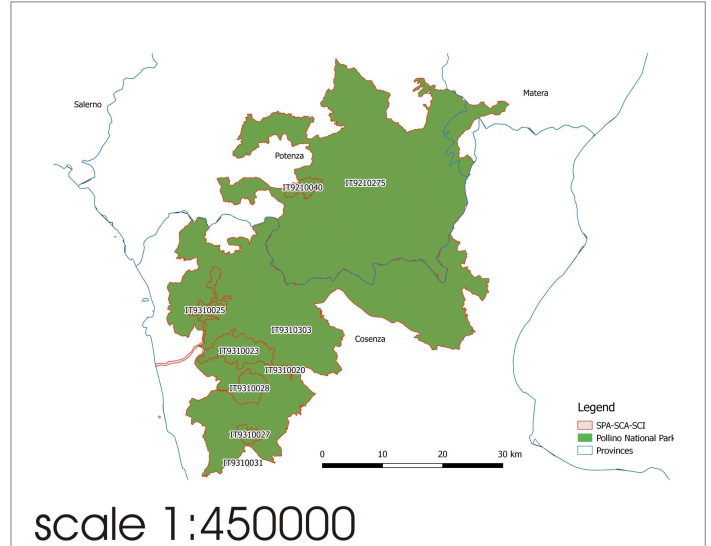 Salerno
Matera
Potenza
IT9210040
IT9210275
IT9310025
IT9310303
Cosenza
IT9310023
IT9310020
IT9310028
IT9310027
IT9310031
Legend
SPA-SCA-SCI
Pollino National Park
Provinces
0 10 20 30 km
scale 1:450000